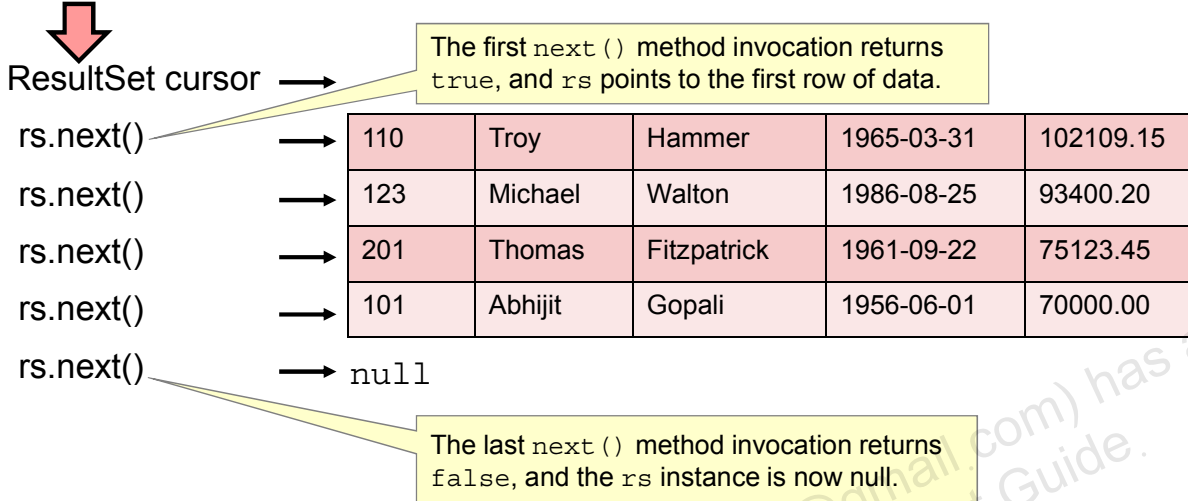 The first next() method invocation returns
true, and rs points to the first row of data.
ResultSet cursor
rs.next()
110 Troy Hammer 1965-03-31 102109.15
rs.next()
123 Michael Walton 1986-08-25 93400.20
rs.next()
201 Thomas Fitzpatrick 1961-09-22 75123.45
rs.next()
101 Abhijit Gopali 1956-06-01 70000.00
rs.next()
null
The last next() method invocation returns
false, and the rs instance is now null.
com) has
Guide.